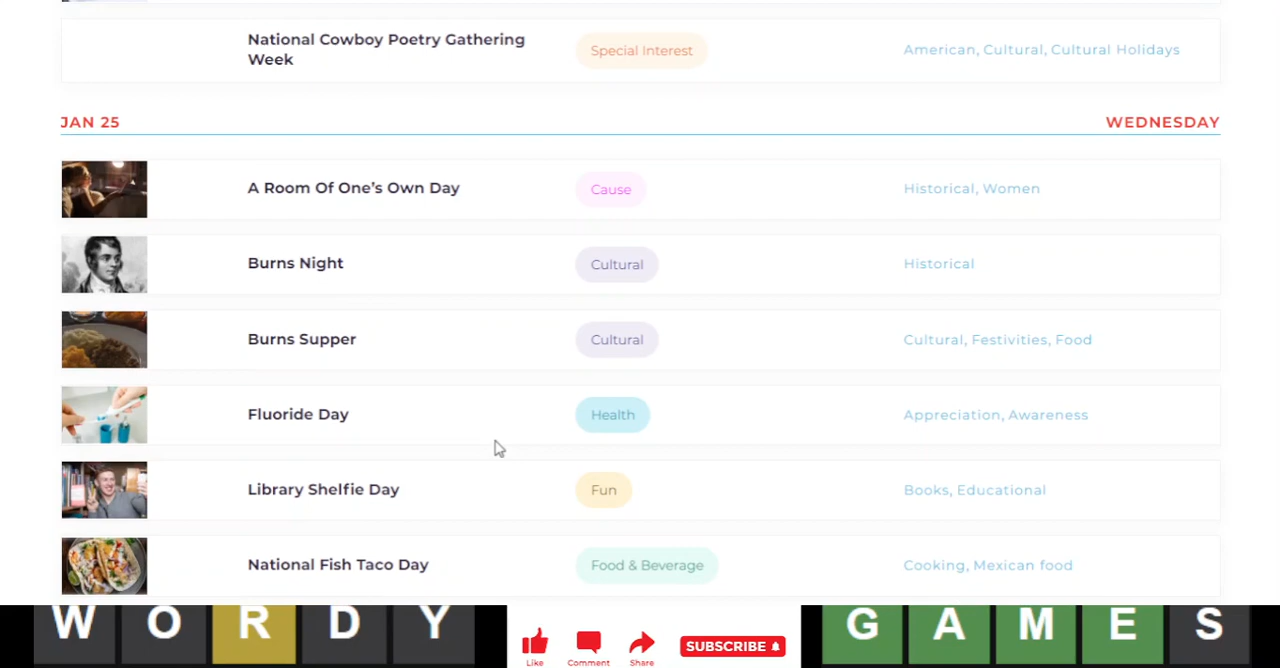 National Cowboy Poetry Gathering
Week
Special Interest
American, Cultural, Cultural Holidays
JAN 25
WEDNESDAY
A Room Of One’s Own Day
Cause
Historical, Women
Burns Night
Cultural
Historical
Burns Supper
Cultural
Cultural, Festivities, Food
Fluoride Day
Health
Appreciation, Awareness
Library Shelfie Day
Fun
Books, Educational
National Fish Taco Day
Food & Beverage
Cooking, Mexican food
WORDY
GAMES
Like
Comment
Share
SUBSCRIBE